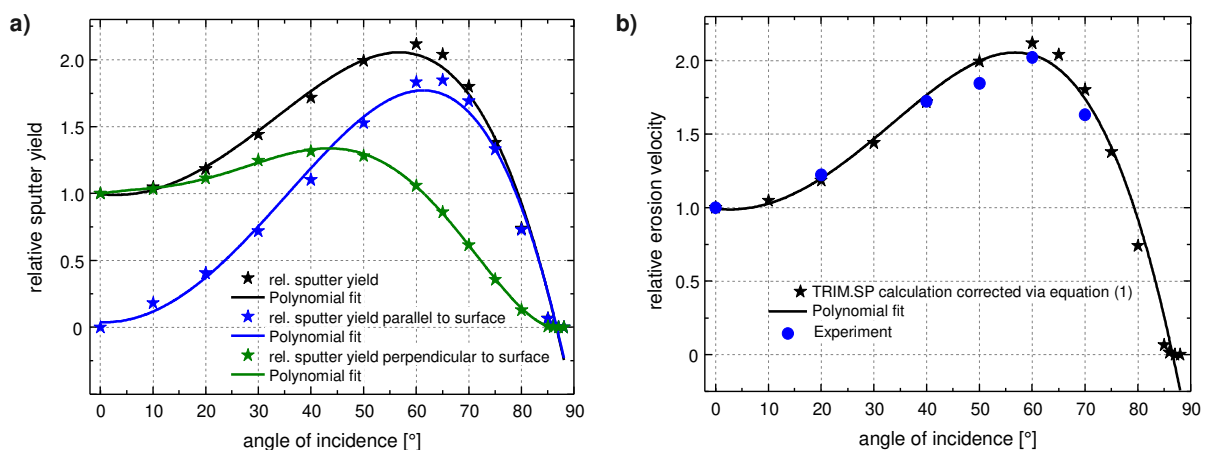 a)
relative sputter yield
2.0
1.5
1.0
0.5
0
rel. sputter yield
Polynomial fit
rel. sputter yield parallel to surface
Polynomial fit
rel. sputter yield perpendicular to surface
Polynomial fit
0 10 20 30 40 50 60 70 80 90
angle of incidence [°]
b)
relative erosion velocity
2.0
1.5
1.0
0.5
0
TRIM.SP calculation corrected via equation (1)
Polynomial fit
Experiment
0 10 20 30 40 50 60 70 80 90
angle of incidence [°]